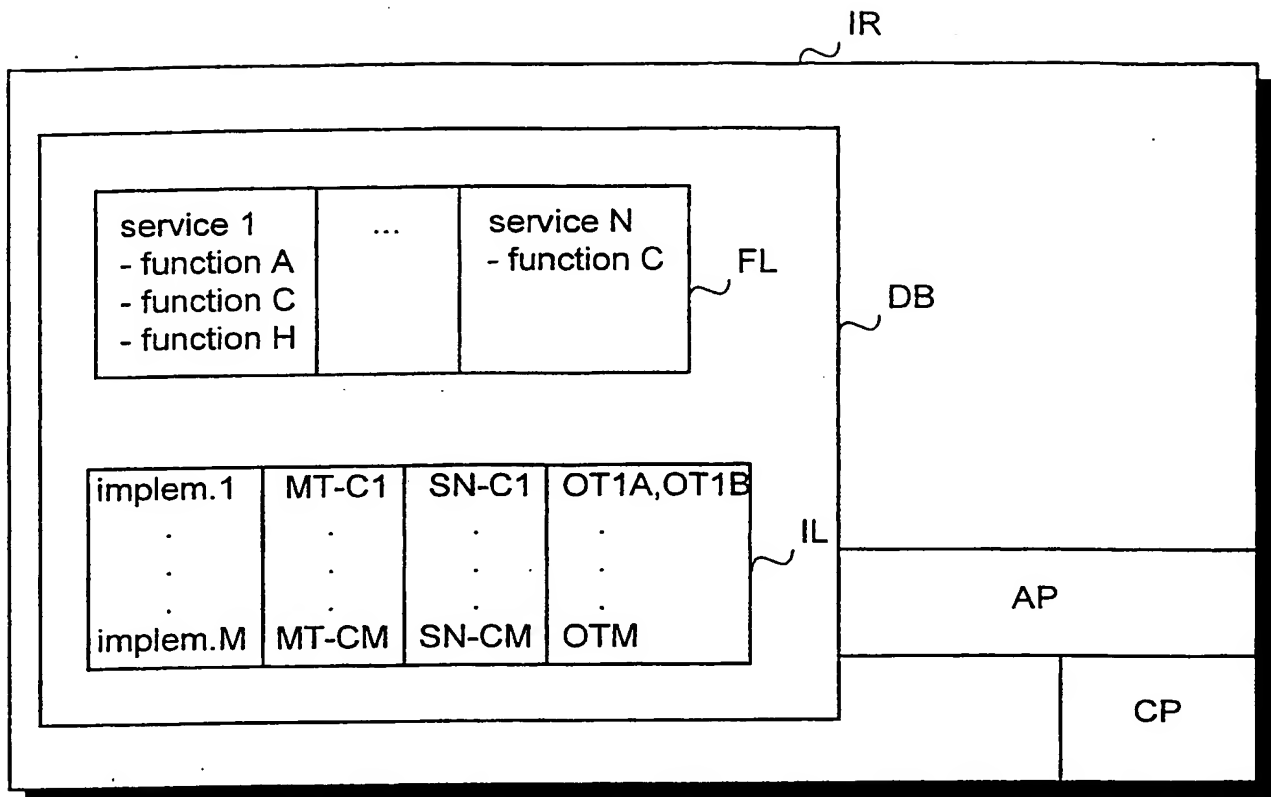 IR
service 1
- function A
- function C
- function H
...
service N
- function C
FL
DB
implem.1 MT-C1 SN-C1 OT1A,OT1B
. . . .
. . . .
. . . .
implem.M MT-CM SN-CM OTM
IL
AP
CP